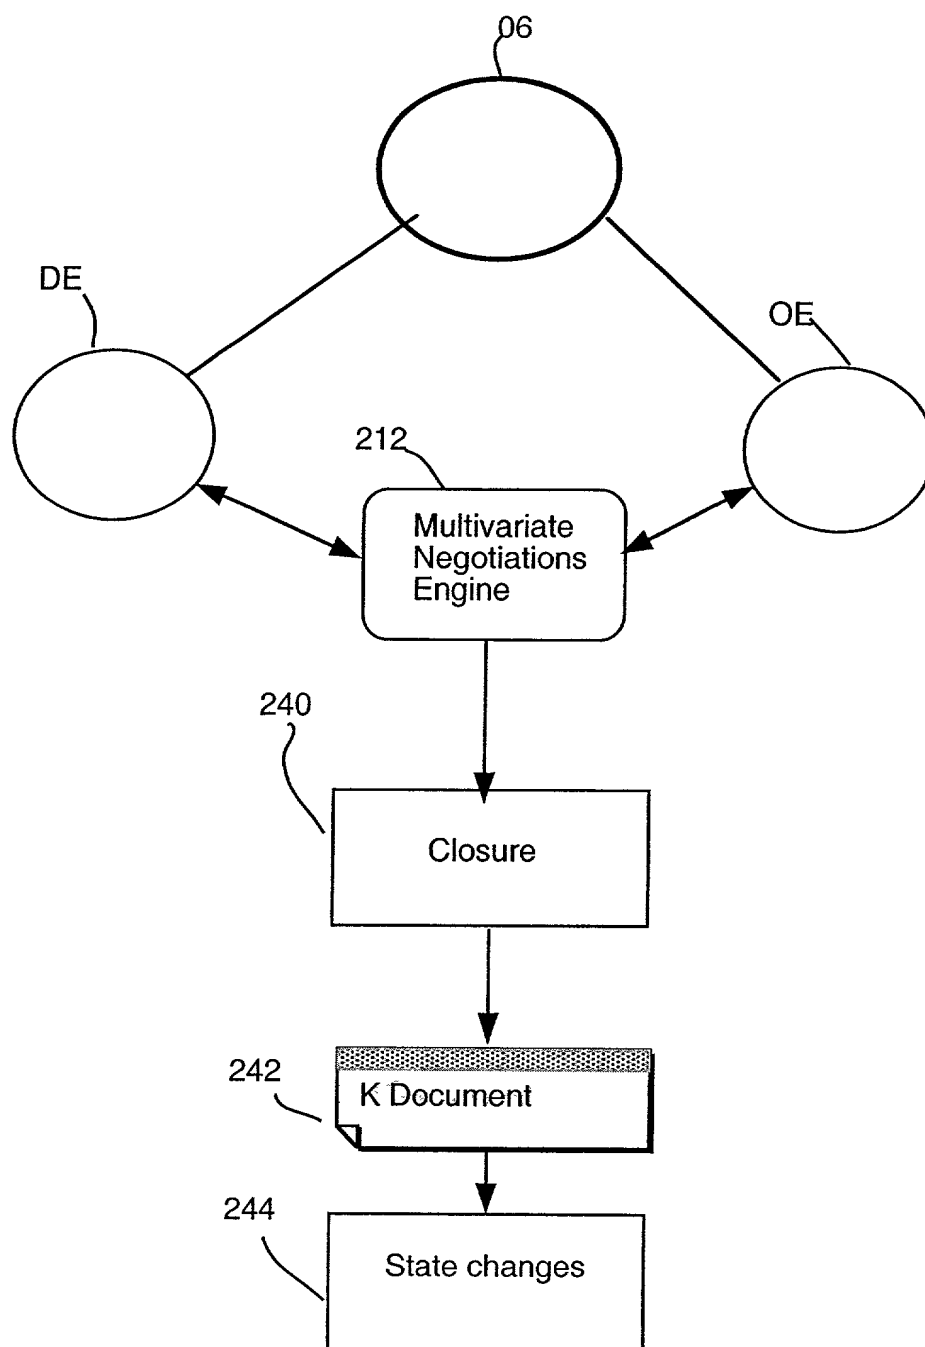 06
DE
OE
212
Multivariate
Negotiations
Engine
240
Closure
242
K Document
244
State changes